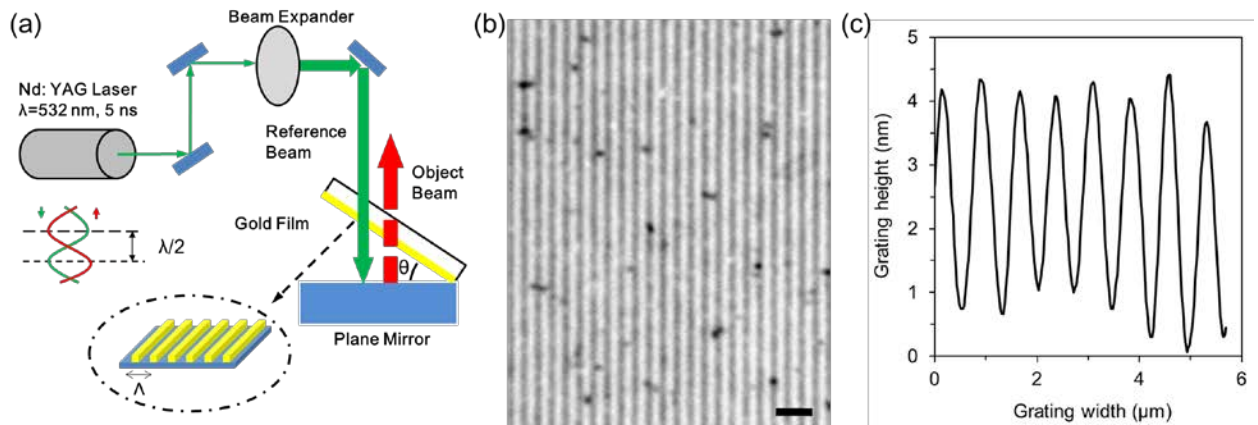 (a)
Beam Expander
Nd: YAG Laser
λ=532 nm, 5 ns
Reference
Beam
Object
Beam
Gold Film
λ/2
θ
Plane Mirror
Λ
(b)
(c)
5
4
3
2
1
0
Grating height (nm)
0 2 4 6
Grating width (μm)